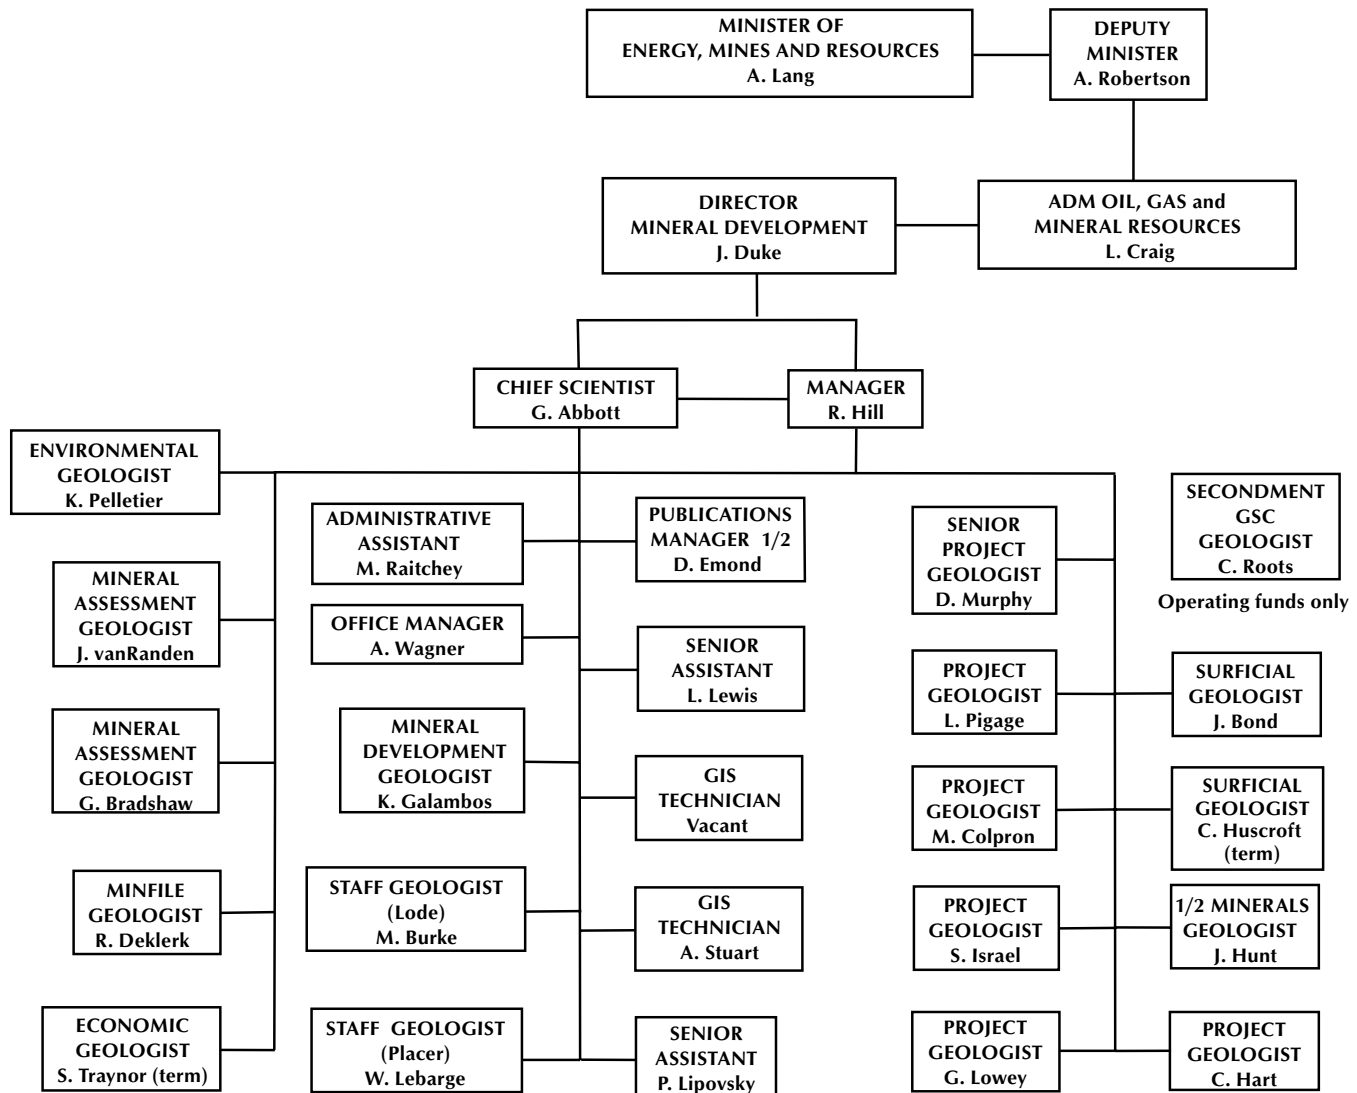 MINISTER OF
ENERGY, MINES AND RESOURCES
A. Lang
DEPUTY
MINISTER
A. Robertson
DIRECTOR
MINERAL DEVELOPMENT
J. Duke
ADM OIL, GAS and
MINERAL RESOURCES
L. Craig
CHIEF SCIENTIST
G. Abbott
MANAGER
R. Hill
ENVIRONMENTAL
GEOLOGIST
K. Pelletier
MINERAL
ASSESSMENT
GEOLOGIST
J. vanRanden
MINERAL
ASSESSMENT
GEOLOGIST
G. Bradshaw
MINFILE
GEOLOGIST
R. Deklerk
ECONOMIC
GEOLOGIST
S. Traynor (term)
ADMINISTRATIVE
ASSISTANT
M. Raitchey
OFFICE MANAGER
A. Wagner
MINERAL
DEVELOPMENT
GEOLOGIST
K. Galambos
STAFF GEOLOGIST
(Lode)
M. Burke
STAFF GEOLOGIST
(Placer)
W. Lebarge
PUBLICATIONS
MANAGER 1/2
D. Emond
SENIOR
ASSISTANT
L. Lewis
GIS
TECHNICIAN
Vacant
GIS
TECHNICIAN
A. Stuart
SENIOR
ASSISTANT
P. Lipovsky
SENIOR
PROJECT
GEOLOGIST
D. Murphy
PROJECT
GEOLOGIST
L. Pigage
PROJECT
GEOLOGIST
M. Colpron
PROJECT
GEOLOGIST
S. Israel
PROJECT
GEOLOGIST
G. Lowey
SECONDMENT
GSC
GEOLOGIST
C. Roots
Operating funds only
SURFICIAL
GEOLOGIST
J. Bond
SURFICIAL
GEOLOGIST
C. Huscroft
(term)
1/2 MINERALS
GEOLOGIST
J. Hunt
PROJECT
GEOLOGIST
C. Hart